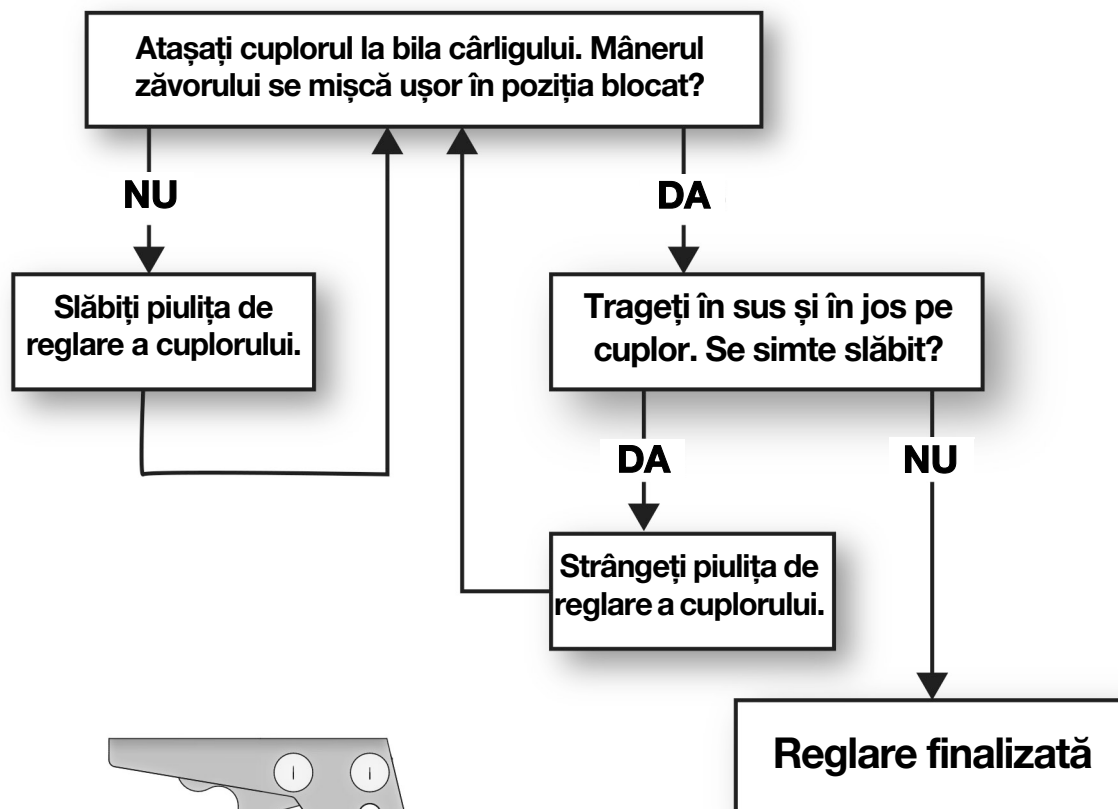 Atașați cuplorul la bila cârligului. Mânerul
zăvorului se mișcă ușor în poziția blocat?
NU
DA
Slăbiți piulița de
reglare a cuplorului.
Trageți în sus și în jos pe
cuplor. Se simte slăbit?
DA
NU
Strângeți piulița de
reglare a cuplorului.
Reglare finalizată